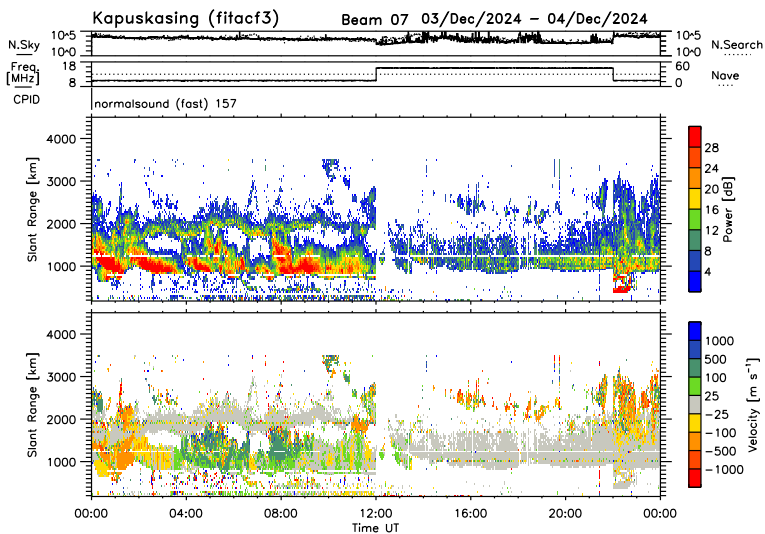 Kapuskasing (fitacf3) Beam 07 03/Dec/2024 - 04/Dec/2024
N.Sky 10^5 10^0 10^5 10^0 N.Search
Freq. [MHz] 18 8 60 0 Nave
CPID normalsound (fast) 157
Slant Range [km] 4000 3000 2000 1000
Power [dB] 28 24 20 16 12 8 4
Slant Range [km] 4000 3000 2000 1000
Velocity [m s^-1] 1000 500 100 25 -25 -100 -500 -1000
00:00 04:00 08:00 12:00 16:00 20:00 00:00
Time UT